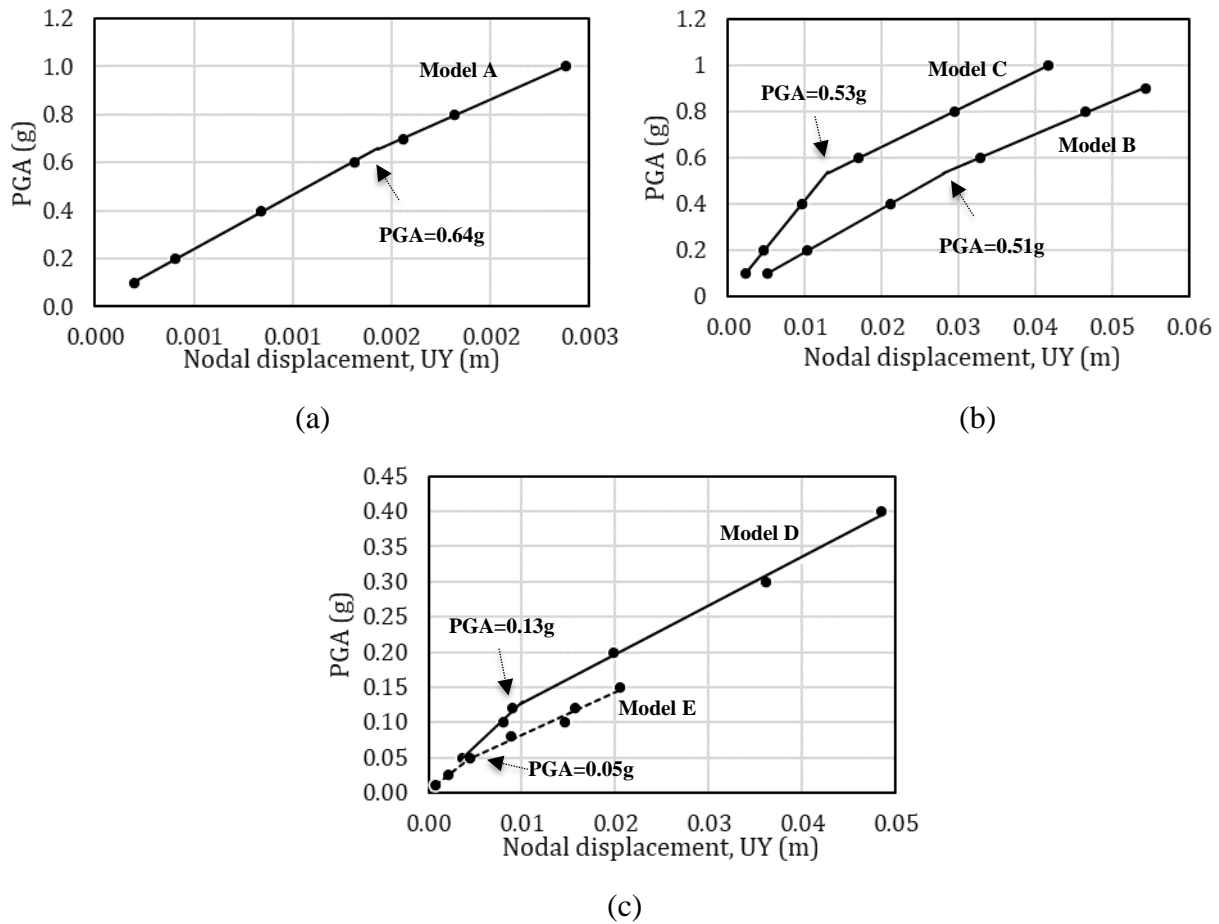 1.2
1.0
0.8
0.6
0.4
0.2
0.0
PGA (g)
Model A
PGA=0.64g
0.000 0.001 0.001 0.002 0.002 0.003
Nodal displacement, UY (m)
(a)
1.2
1
0.8
0.6
0.4
0.2
0
PGA (g)
Model C
PGA=0.53g
Model B
PGA=0.51g
0.00 0.01 0.02 0.03 0.04 0.05 0.06
Nodal displacement, UY (m)
(b)
0.45
0.40
0.35
0.30
0.25
0.20
0.15
0.10
0.05
0.00
PGA (g)
Model D
PGA=0.13g
Model E
PGA=0.05g
0.00 0.01 0.02 0.03 0.04 0.05
Nodal displacement, UY (m)
(c)